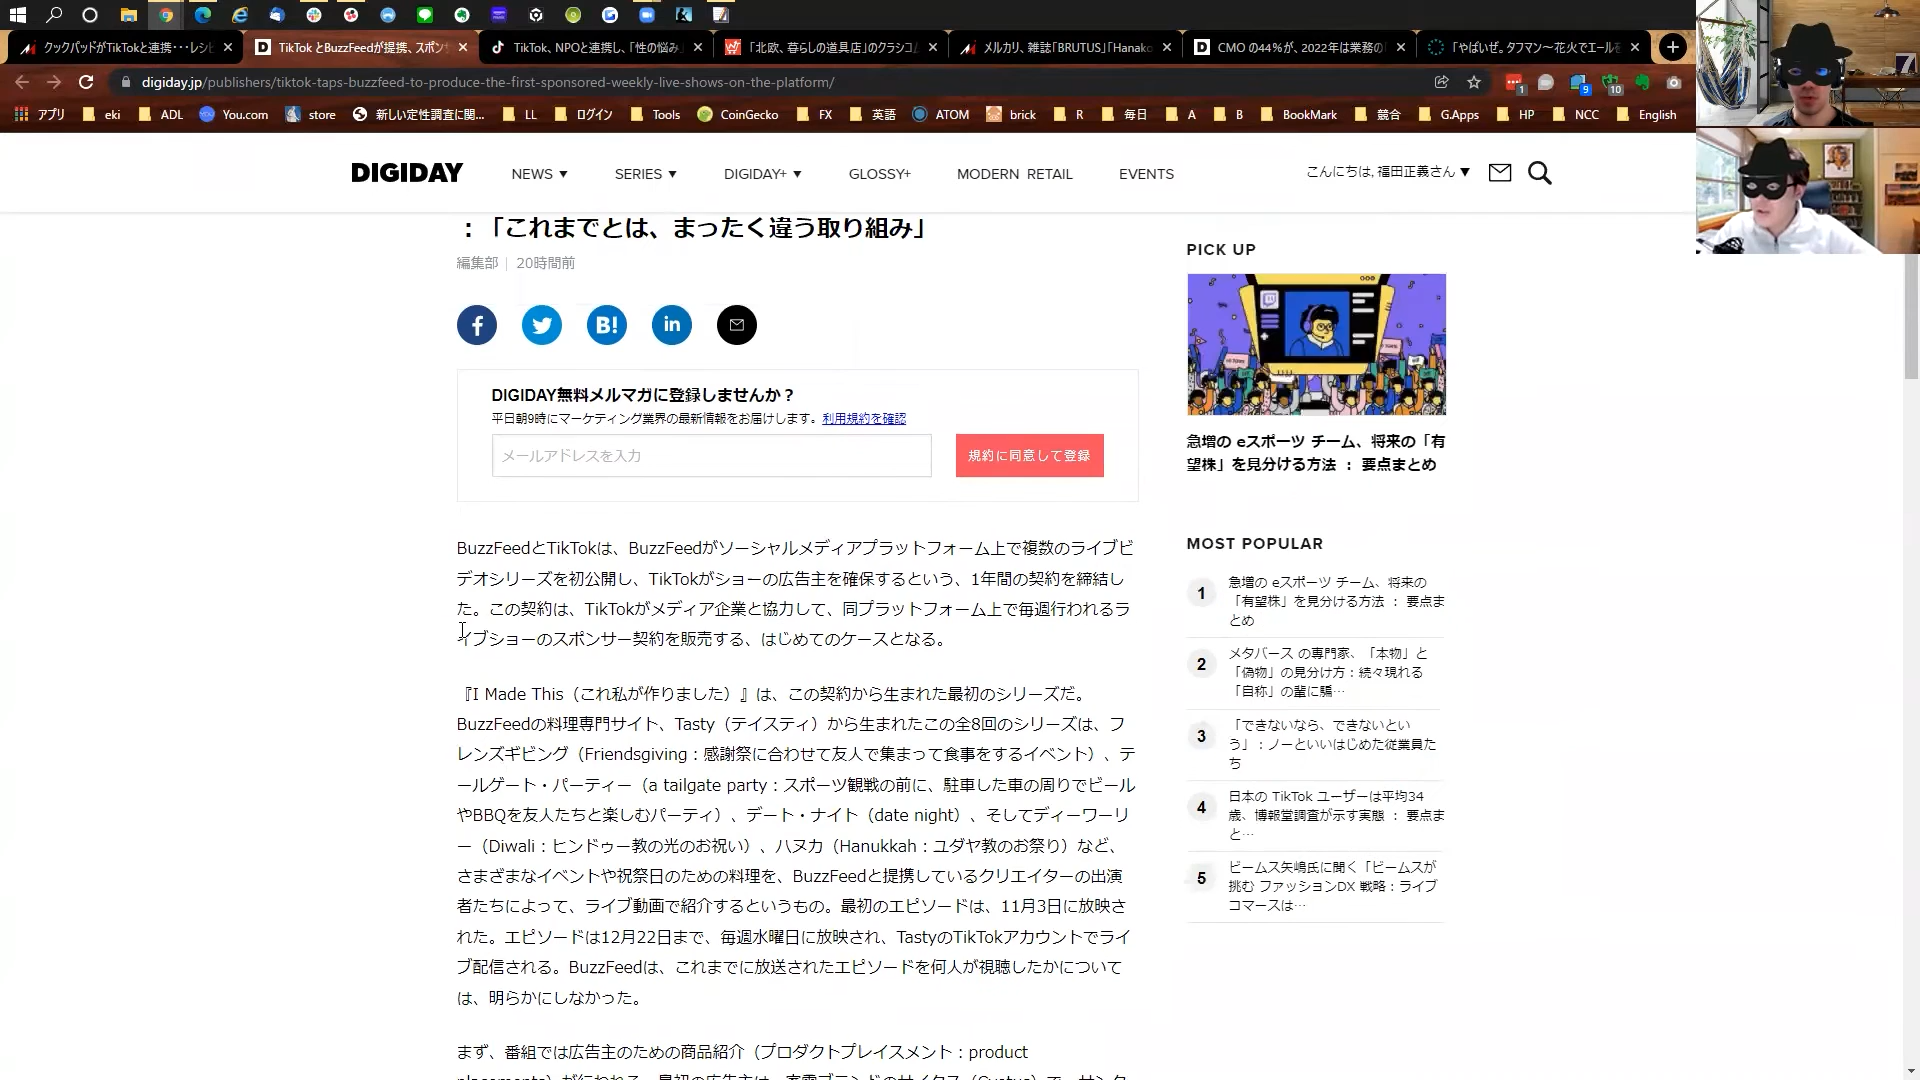 クックパッドがTikTokと連携・・・レシピ
TikTok とBuzzFeedが提携、スポン
TikTok、NPOと連携し、「性の悩み
「北欧、暮らしの道具店」のクラシコム
メルカリ、雑誌「BRUTUS」「Hanako
CMO の44%が、2022年は業務の
「やばいぜ。タフマン～花火でエールを
digiday.jp/publishers/tiktok-taps-buzzfeed-to-produce-the-first-sponsored-weekly-live-shows-on-the-platform/
アプリ eki ADL You.com store 新しい定性調査に関... LL ログイン Tools CoinGecko FX 英語 ATOM brick R 毎日 A B BookMark 競合 G.Apps HP NCC English
DIGIDAY NEWS ▼ SERIES ▼ DIGIDAY+ ▼ GLOSSY+ MODERN RETAIL EVENTS こんにちは, 福田正義さん ▼
：「これまでとは、まったく違う取り組み」
編集部 | 20時間前
B!
in
DIGIDAY無料メルマガに登録しませんか？
平日朝9時にマーケティング業界の最新情報をお届けします。利用規約を確認
メールアドレスを入力
規約に同意して登録
BuzzFeedとTikTokは、BuzzFeedがソーシャルメディアプラットフォーム上で複数のライブビ
デオシリーズを初公開し、TikTokがショーの広告主を確保するという、1年間の契約を締結し
た。この契約は、TikTokがメディア企業と協力して、同プラットフォーム上で毎週行われるラ
イブショーのスポンサー契約を販売する、はじめてのケースとなる。
『I Made This（これ私が作りました）』は、この契約から生まれた最初のシリーズだ。
BuzzFeedの料理専門サイト、Tasty（テイスティ）から生まれたこの全8回のシリーズは、フ
レンズギビング（Friendsgiving：感謝祭に合わせて友人で集まって食事をするイベント）、テ
ールゲート・パーティー（a tailgate party：スポーツ観戦の前に、駐車した車の周りでビール
やBBQを友人たちと楽しむパーティ）、デート・ナイト（date night）、そしてディーワーリ
ー（Diwali：ヒンドゥー教の光のお祝い）、ハヌカ（Hanukkah：ユダヤ教のお祭り）など、
さまざまなイベントや祝祭日のための料理を、BuzzFeedと提携しているクリエイターの出演
者たちによって、ライブ動画で紹介するというもの。最初のエピソードは、11月3日に放映さ
れた。エピソードは12月22日まで、毎週水曜日に放映され、TastyのTikTokアカウントでライ
ブ配信される。BuzzFeedは、これまでに放送されたエピソードを何人が視聴したかについて
は、明らかにしなかった。
まず、番組では広告主のための商品紹介（プロダクトプレイスメント：product
PICK UP
急増の eスポーツ チーム、将来の「有
望株」を見分ける方法 ： 要点まとめ
MOST POPULAR
1
急増の eスポーツ チーム、将来の
「有望株」を見分ける方法 ： 要点ま
とめ
2
メタバース の専門家、「本物」と
「偽物」の見分け方：続々現れる
「自称」の輩に騙…
3
「できないなら、できないとい
う」：ノーといいはじめた従業員た
ち
4
日本の TikTok ユーザーは平均34
歳、博報堂調査が示す実態 ： 要点ま
と…
5
ビームス矢嶋氏に聞く「ビームスが
挑む ファッションDX 戦略：ライブ
コマースは…